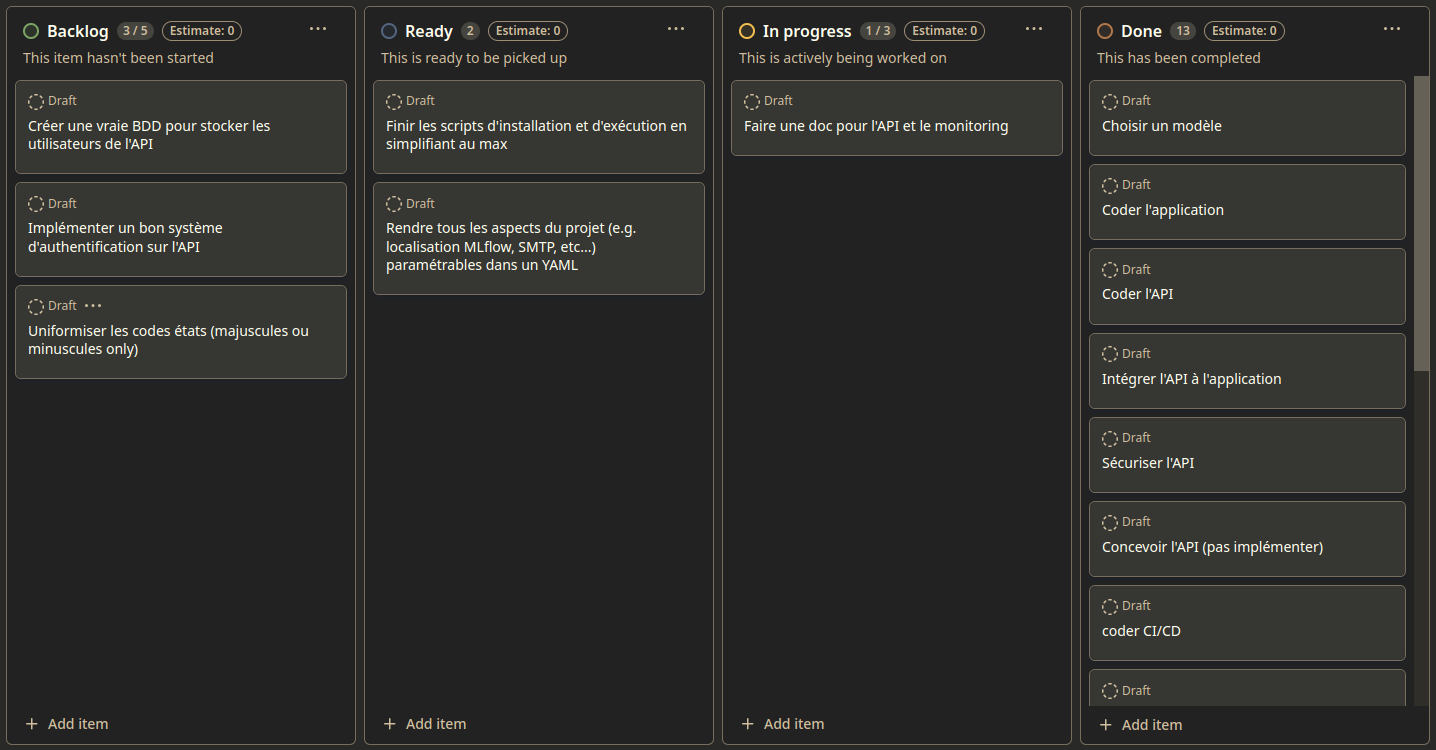 Backlog 3 / 5 Estimate: 0 ...
This item hasn't been started
Draft
Créer une vraie BDD pour stocker les
utilisateurs de l'API
Draft
Implémenter un bon système
d'authentification sur l'API
Draft ...
Uniformiser les codes états (majuscules ou
minuscules only)
+ Add item
Ready 2 Estimate: 0 ...
This is ready to be picked up
Draft
Finir les scripts d'installation et d'exécution en
simplifiant au max
Draft
Rendre tous les aspects du projet (e.g.
localisation MLflow, SMTP, etc...)
paramétrables dans un YAML
+ Add item
In progress 1 / 3 Estimate: 0 ...
This is actively being worked on
Draft
Faire une doc pour l'API et le monitoring
+ Add item
Done 13 Estimate: 0 ...
This has been completed
Draft
Choisir un modèle
Draft
Coder l'application
Draft
Coder l'API
Draft
Intégrer l'API à l'application
Draft
Sécuriser l'API
Draft
Concevoir l'API (pas implémenter)
Draft
coder CI/CD
Draft
+ Add item